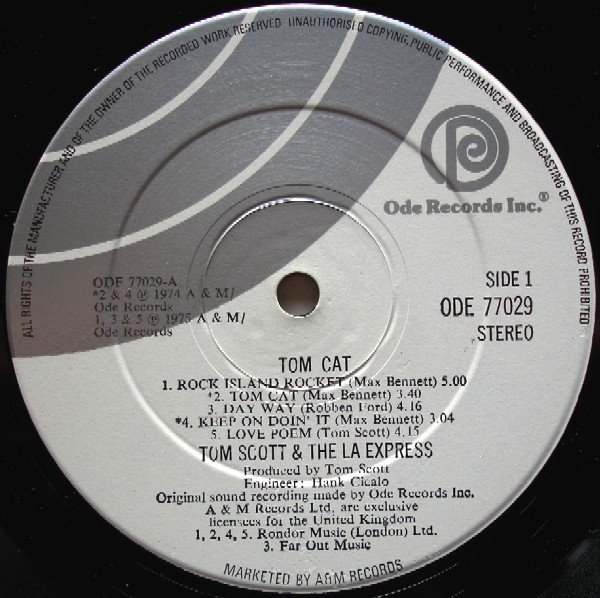 ALL RIGHTS OF THE MANUFACTURER AND OF THE OWNER OF THE RECORDED WORK RESERVED. UNAUTHORISED COPYING, PUBLIC PERFORMANCE AND BROADCASTING OF THIS RECORD PROHIBITED
Ode Records Inc.®
ODE 77029-A
*2 & 4 ℗ 1974 A & M/
Ode Records
1, 3 & 5 ℗ 1975 A & M/
Ode Records
SIDE 1
ODE 77029
STEREO
TOM CAT
1. ROCK ISLAND ROCKET (Max Bennett) 5.00
*2. TOM CAT (Max Bennett) 3.40
3. DAY WAY (Robben Ford) 4.16
*4. KEEP ON DOIN' IT (Max Bennett) 3.04
5. LOVE POEM (Tom Scott) 4.15
TOM SCOTT & THE LA EXPRESS
Produced by Tom Scott
Engineer: Hank Cicalo
Original sound recording made by Ode Records Inc.
A & M Records Ltd. are exclusive
licensees for the United Kingdom
1, 2, 4, 5. Rondor Music (London) Ltd.
3. Far Out Music
MARKETED BY A&M RECORDS